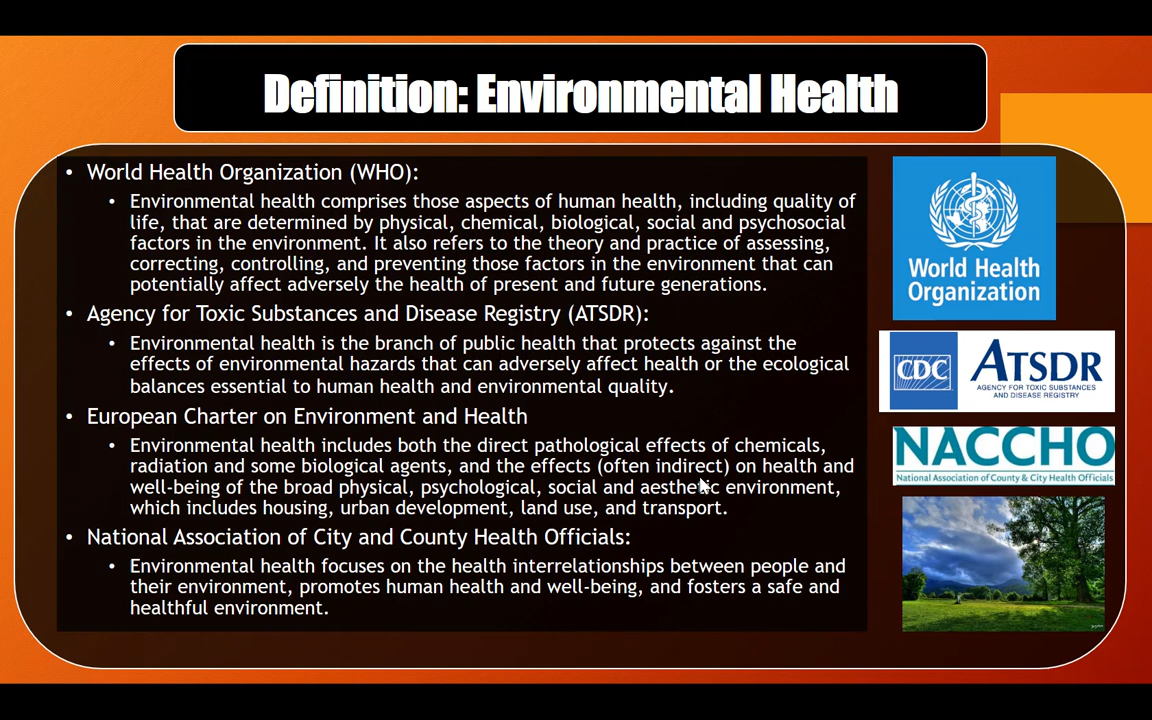 Definition: Environmental Health
• World Health Organization (WHO):
• Environmental health comprises those aspects of human health, including quality of
life, that are determined by physical, chemical, biological, social and psychosocial
factors in the environment. It also refers to the theory and practice of assessing,
correcting, controlling, and preventing those factors in the environment that can
potentially affect adversely the health of present and future generations.
• Agency for Toxic Substances and Disease Registry (ATSDR):
• Environmental health is the branch of public health that protects against the
effects of environmental hazards that can adversely affect health or the ecological
balances essential to human health and environmental quality.
• European Charter on Environment and Health
• Environmental health includes both the direct pathological effects of chemicals,
radiation and some biological agents, and the effects (often indirect) on health and
well-being of the broad physical, psychological, social and aesthetic environment,
which includes housing, urban development, land use, and transport.
• National Association of City and County Health Officials:
• Environmental health focuses on the health interrelationships between people and
their environment, promotes human health and well-being, and fosters a safe and
healthful environment.
World Health
Organization
CDC
ATSDR
AGENCY FOR TOXIC SUBSTANCES
AND DISEASE REGISTRY
NACCHO
National Association of County & City Health Officials